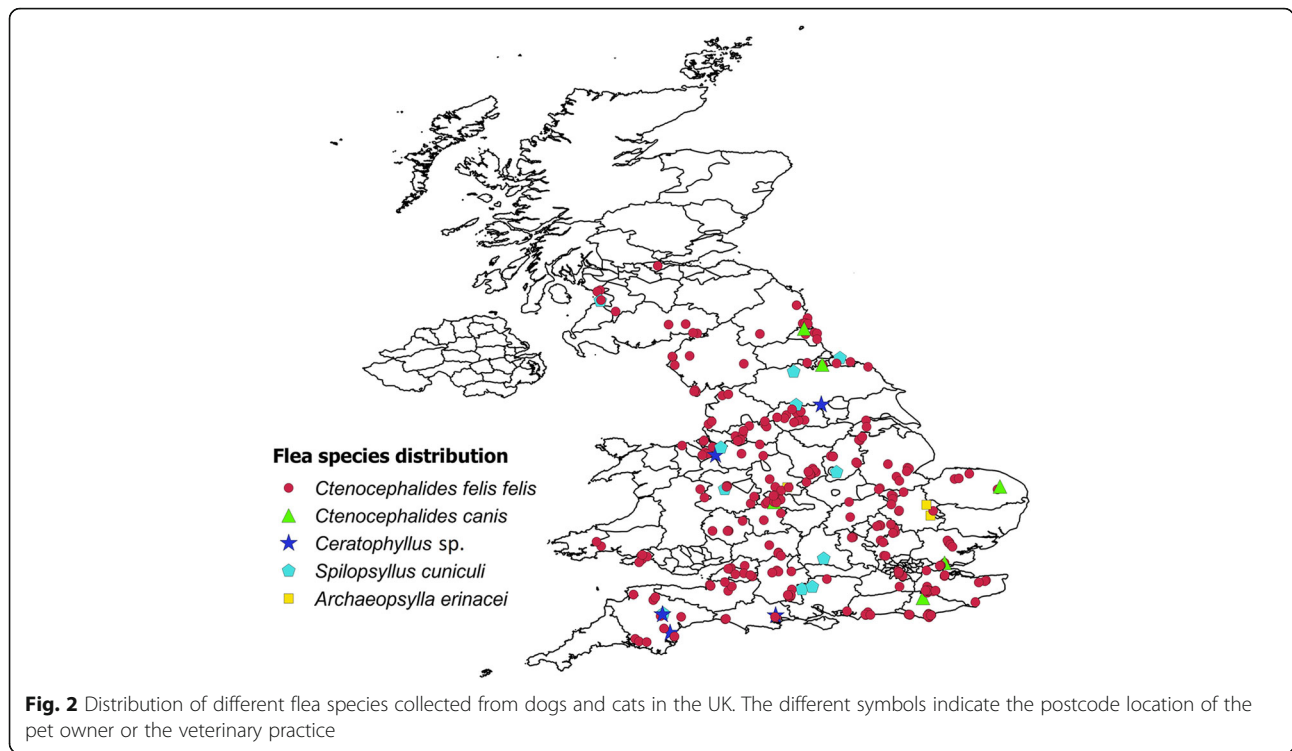 Flea species distribution
Ctenocephalides felis felis
Ctenocephalides canis
Ceratophyllus sp.
Spilopsyllus cuniculi
Archaeopsylla erinacei
Fig. 2 Distribution of different flea species collected from dogs and cats in the UK. The different symbols indicate the postcode location of the
pet owner or the veterinary practice